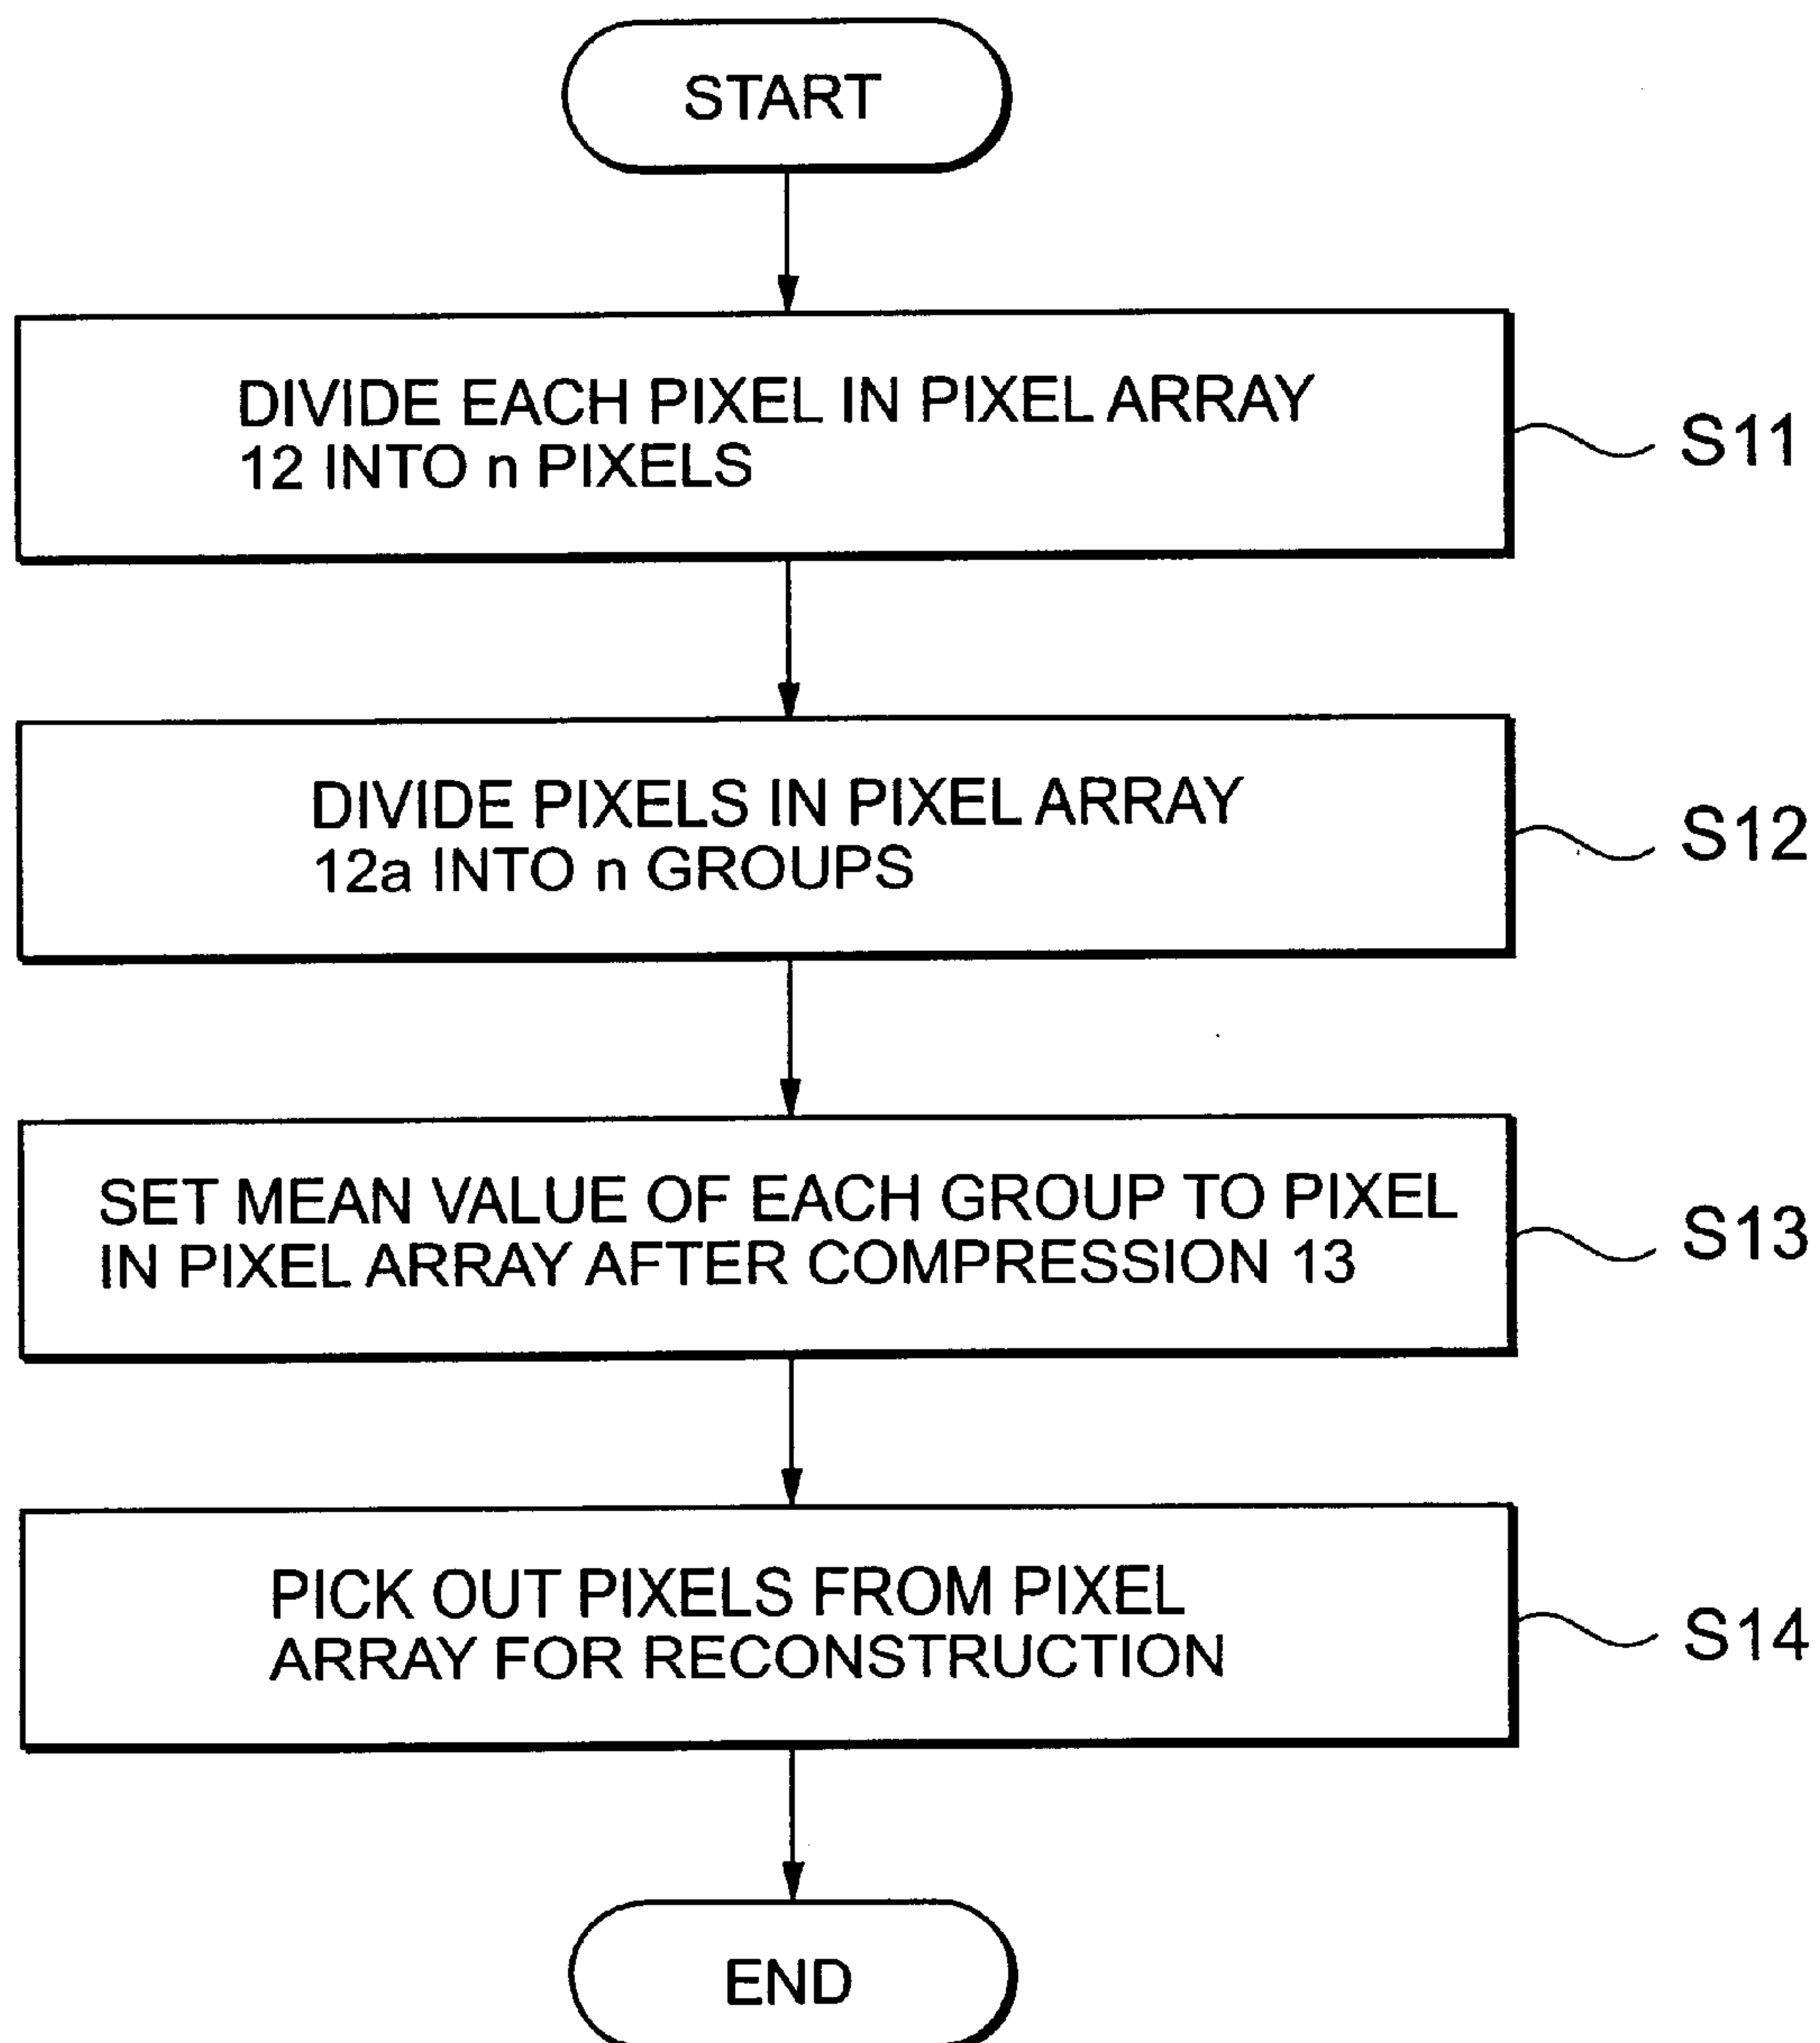 START
DIVIDE EACH PIXEL IN PIXEL ARRAY
12 INTO n PIXELS
S11
DIVIDE PIXELS IN PIXEL ARRAY
12a INTO n GROUPS
S12
SET MEAN VALUE OF EACH GROUP TO PIXEL
IN PIXEL ARRAY AFTER COMPRESSION 13
S13
PICK OUT PIXELS FROM PIXEL
ARRAY FOR RECONSTRUCTION
S14
END